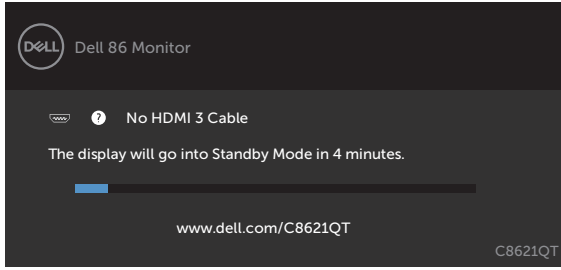 DELL
Dell 86 Monitor
? No HDMI 3 Cable
The display will go into Standby Mode in 4 minutes.
www.dell.com/C8621QT
C8621QT